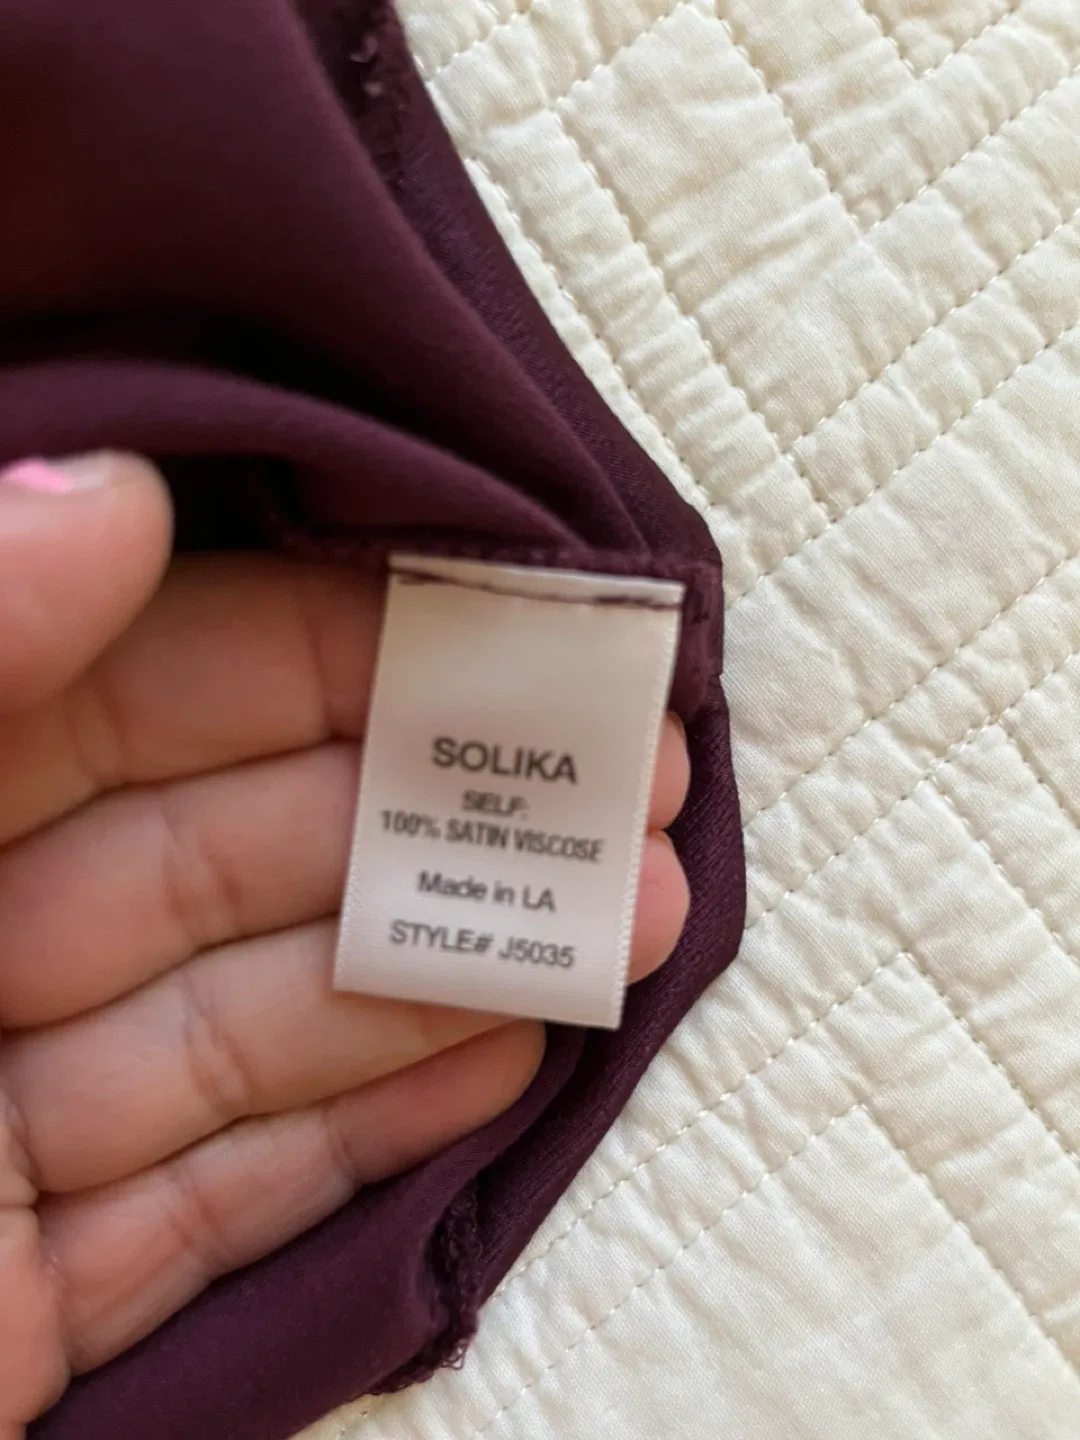 SOLIKA
SELF:
100% SATIN VISCOSE
Made in LA
STYLE# J5035